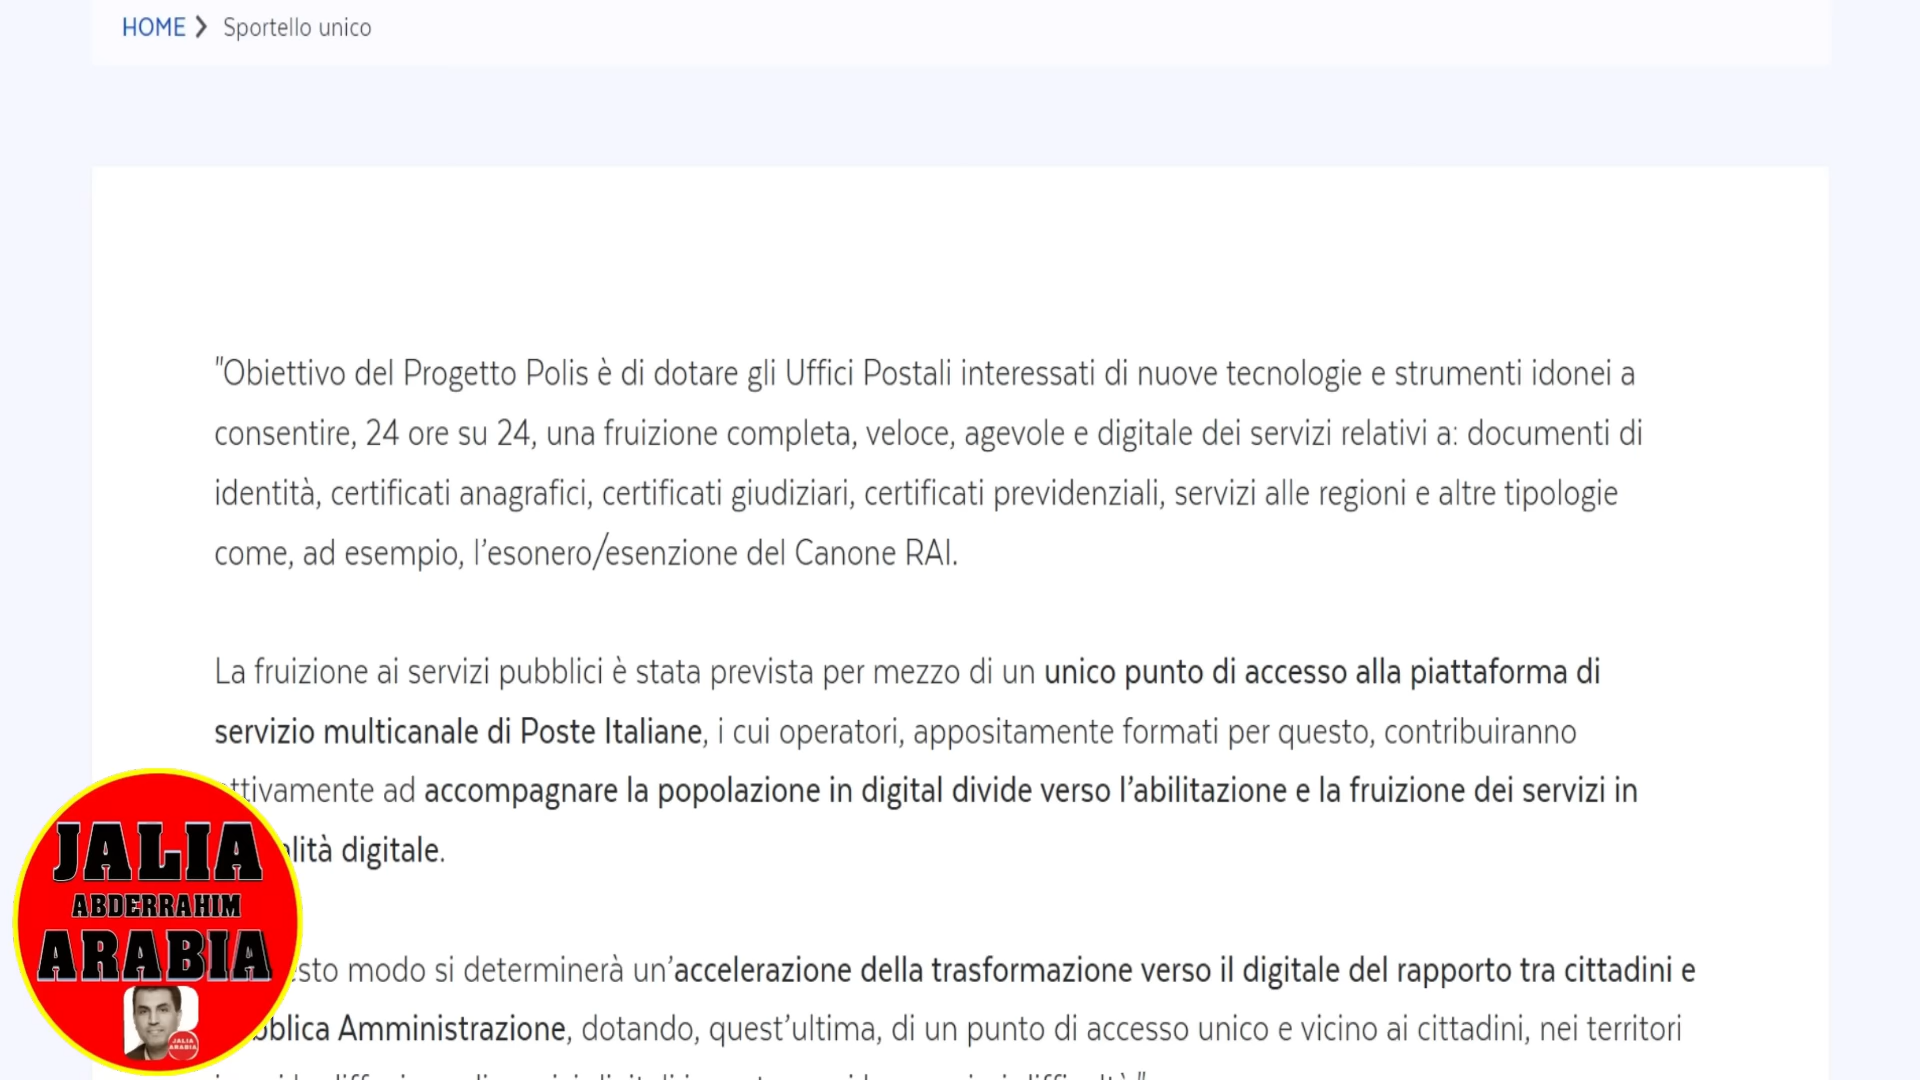 HOME > Sportello unico
"Obiettivo del Progetto Polis è di dotare gli Uffici Postali interessati di nuove tecnologie e strumenti idonei a
consentire, 24 ore su 24, una fruizione completa, veloce, agevole e digitale dei servizi relativi a: documenti di
identità, certificati anagrafici, certificati giudiziari, certificati previdenziali, servizi alle regioni e altre tipologie
come, ad esempio, l’esonero/esenzione del Canone RAI.
La fruizione ai servizi pubblici è stata prevista per mezzo di un unico punto di accesso alla piattaforma di
servizio multicanale di Poste Italiane, i cui operatori, appositamente formati per questo, contribuiranno
ttivamente ad accompagnare la popolazione in digital divide verso l’abilitazione e la fruizione dei servizi in
lità digitale.
sto modo si determinerà un’accelerazione della trasformazione verso il digitale del rapporto tra cittadini e
bblica Amministrazione, dotando, quest’ultima, di un punto di accesso unico e vicino ai cittadini, nei territori
JALIA
ABDERRAHIM
ARABIA
JALIA
ARABIA